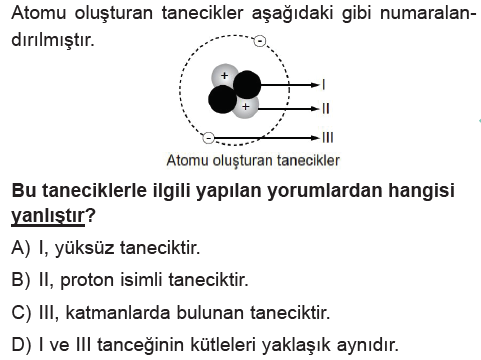 Atomu oluşturan tanecikler aşağıdaki gibi numaralan-
dırılmıştır.
-
+
I
+
II
-
III
Atomu oluşturan tanecikler
Bu taneciklerle ilgili yapılan yorumlardan hangisi
yanlıştır?
A) I, yüksüz taneciktir.
B) II, proton isimli taneciktir.
C) III, katmanlarda bulunan taneciktir.
D) I ve III tanceğinin kütleleri yaklaşık aynıdır.